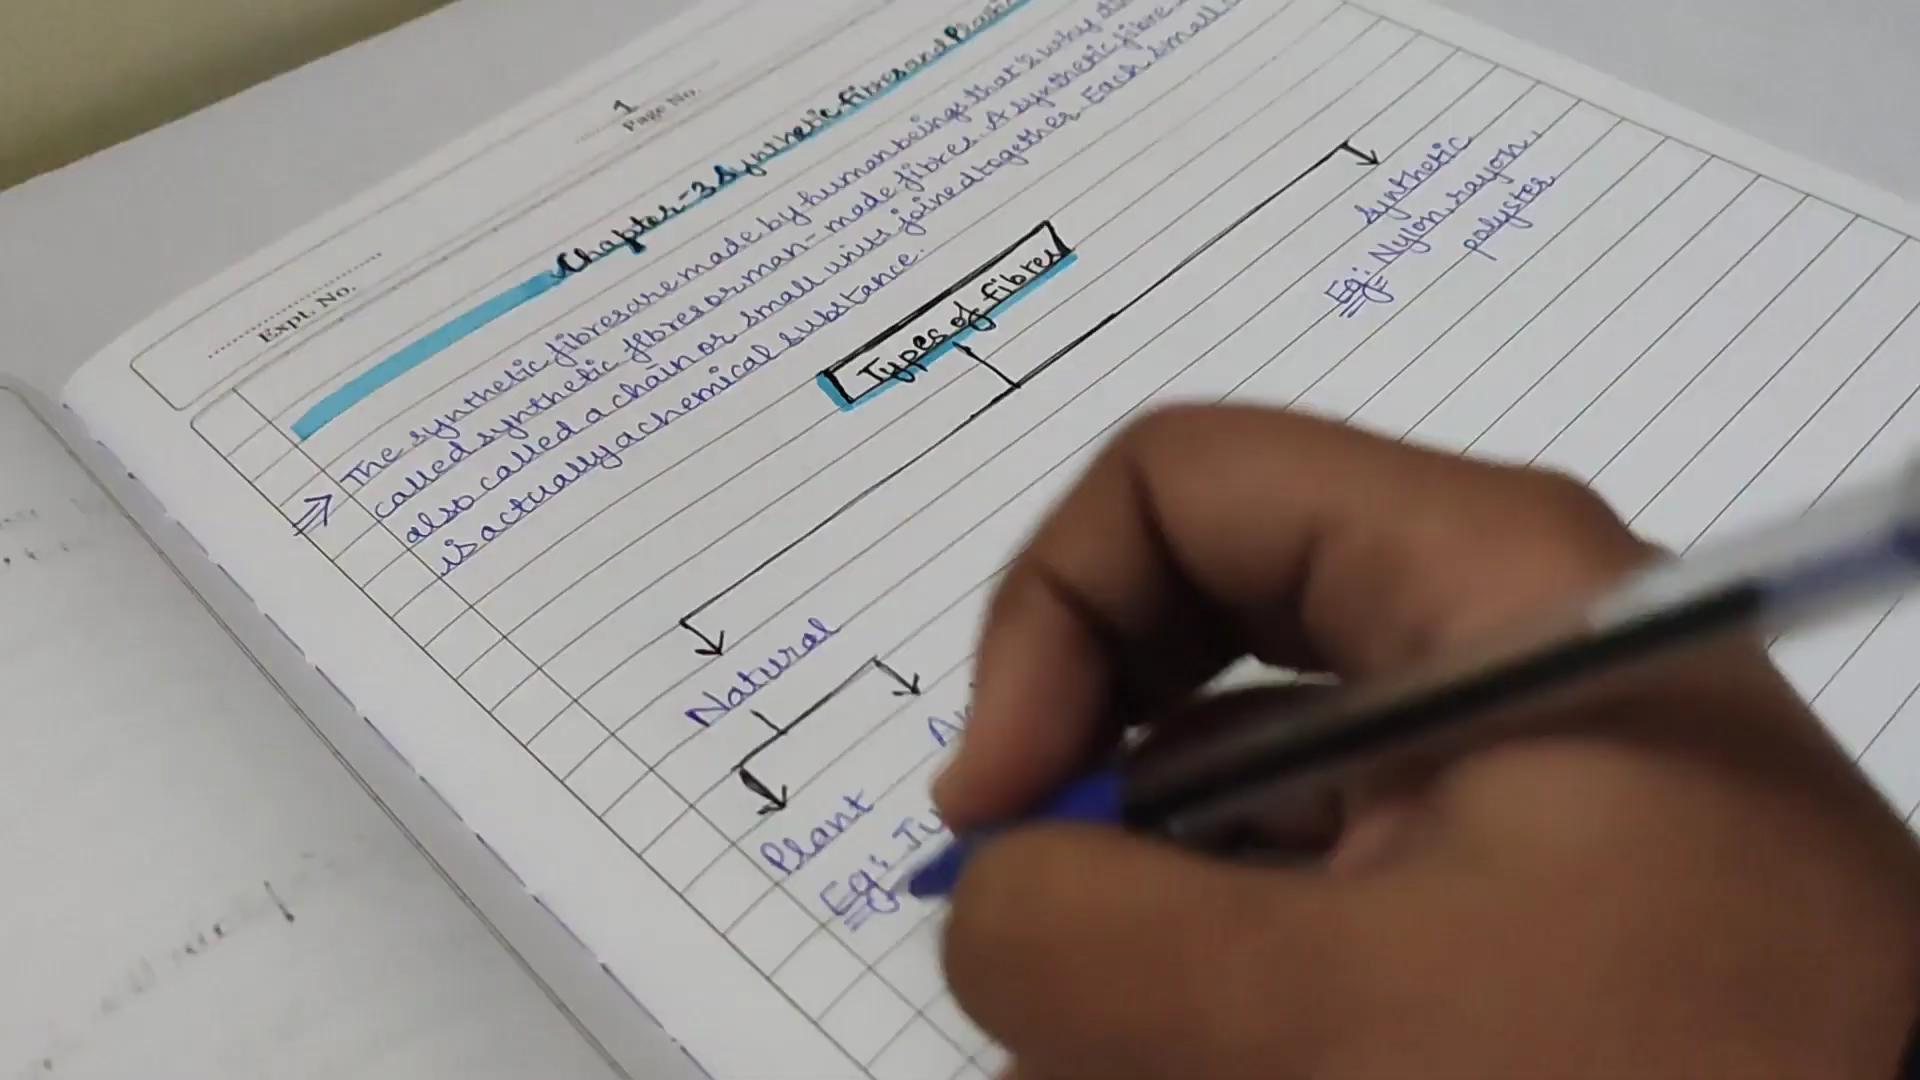 1
Page No.
Expt. No.
Chapter-3 Synthetic fibres and Plastic
⇒ The synthetic fibres are made by human beings that's why
called synthetic fibres or man-made fibres. A synthetic fibre
also called a chain or small units joined together. Each small
is actually a chemical substance.
Types of fibres
Synthetic
Eg: Nylon, rayon,
polyster
Natural
Plant
Eg: